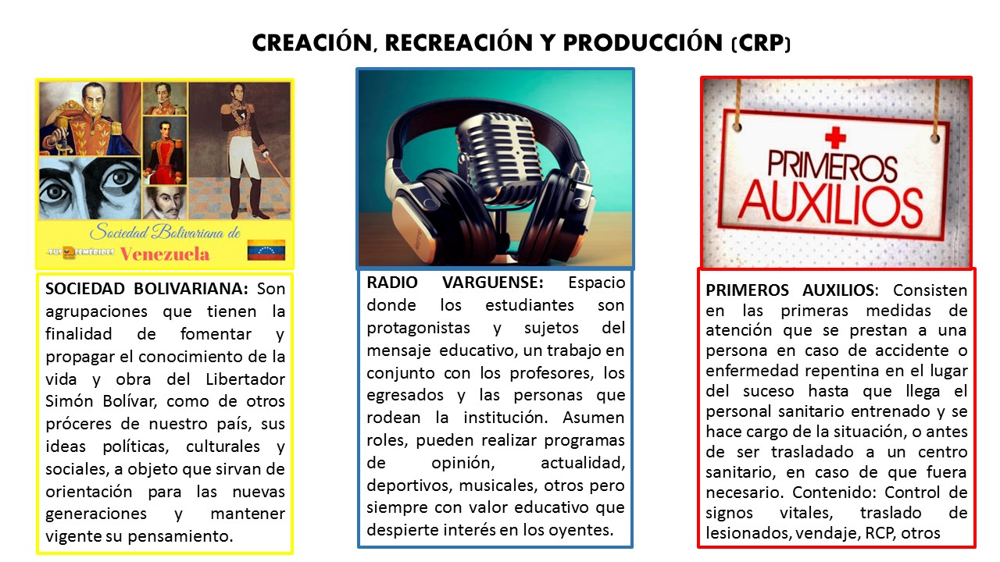 CREACIÓN, RECREACIÓN Y PRODUCCIÓN (CRP)
Sociedad Bolivariana de
TUS EFEMÉRIDES Venezuela
SOCIEDAD BOLIVARIANA: Son
agrupaciones que tienen la
finalidad de fomentar y
propagar el conocimiento de la
vida y obra del Libertador
Simón Bolívar, como de otros
próceres de nuestro país, sus
ideas políticas, culturales y
sociales, a objeto que sirvan de
orientación para las nuevas
generaciones y mantener
vigente su pensamiento.
RADIO VARGUENSE: Espacio
donde los estudiantes son
protagonistas y sujetos del
mensaje educativo, un trabajo en
conjunto con los profesores, los
egresados y las personas que
rodean la institución. Asumen
roles, pueden realizar programas
de opinión, actualidad,
deportivos, musicales, otros pero
siempre con valor educativo que
despierte interés en los oyentes.
PRIMEROS
AUXILIOS
PRIMEROS AUXILIOS: Consisten
en las primeras medidas de
atención que se prestan a una
persona en caso de accidente o
enfermedad repentina en el lugar
del suceso hasta que llega el
personal sanitario entrenado y se
hace cargo de la situación, o antes
de ser trasladado a un centro
sanitario, en caso de que fuera
necesario. Contenido: Control de
signos vitales, traslado de
lesionados, vendaje, RCP, otros